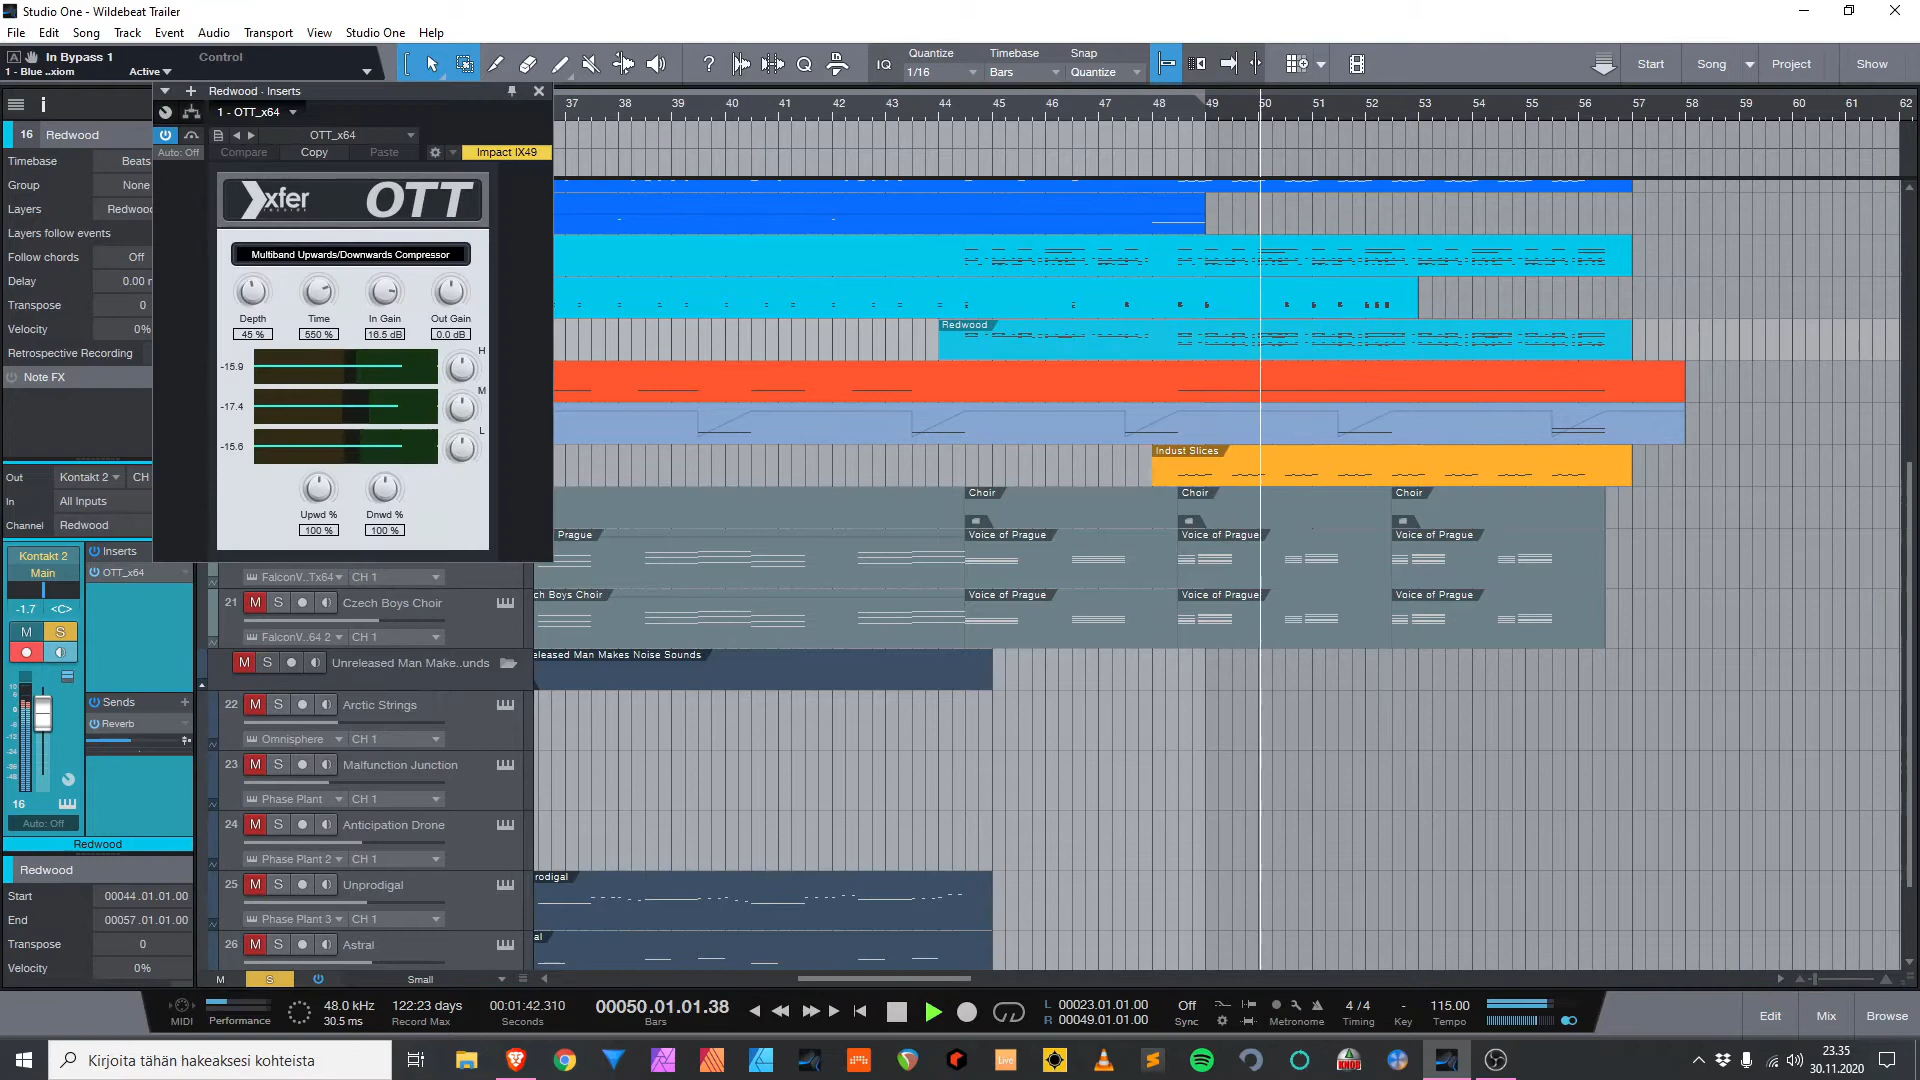 Studio One - Wildebeat Trailer
File Edit Song Track Event Audio Transport View Studio One Help
In Bypass 1
Control
1 - Blue ..xiom Active
Quantize
1/16
Timebase
Bars
Snap
Quantize
IQ
Start Song Project Show
Redwood - Inserts
1 - OTT_x64
OTT_x64
Auto: Off Compare Copy Paste Impact IX49
37 38 39 40 41 42 43 44 45 46 47 48 49 50 51 52 53 54 55 56 57 58 59 60 61 62
16 Redwood
Timebase Beats
Group None
Layers Redwood
Layers follow events
Follow chords Off
Delay 0.00
Transpose 0
Velocity 0%
Retrospective Recording
Note FX
xfer OTT
Multiband Upwards/Downwards Compressor
Depth Time In Gain Out Gain
45 % 550 % 16.5 dB 0.0 dB
H
-15.9
M
-17.4
L
-15.6
Upwd % Dnwd %
100 % 100 %
Redwood
Indust Slices
Choir Choir Choir
Prague Voice of Prague Voice of Prague Voice of Prague
ch Boys Choir Voice of Prague Voice of Prague Voice of Prague
eleased Man Makes Noise Sounds
rodigal
al
Out Kontakt 2 CH
In All Inputs
Channel Redwood
Kontakt 2
Main
-1.7 <C>
M S
Inserts
OTT_x64
Sends
Reverb
16
Auto: Off
Redwood
Redwood
Start 00044.01.01.00
End 00057.01.01.00
Transpose 0
Velocity 0%
FalconV..Tx64 CH 1
21 M S Czech Boys Choir
FalconV..64 2 CH 1
M S Unreleased Man Make..unds
22 M S Arctic Strings
Omnisphere CH 1
23 M S Malfunction Junction
Phase Plant CH 1
24 M S Anticipation Drone
Phase Plant 2 CH 1
25 M S Unprodigal
Phase Plant 3 CH 1
26 M S Astral
M S Small
MIDI
Performance
48.0 kHz
30.5 ms
122:23 days
Record Max
00:01:42.310
Seconds
00050.01.01.38
Bars
L 00023.01.01.00
R 00049.01.01.00
Off
Sync
Metronome
4 / 4
Timing
-
Key
115.00
Tempo
Edit Mix Browse
Kirjoita tähän hakeaksesi kohteista
Live
23.35
30.11.2020